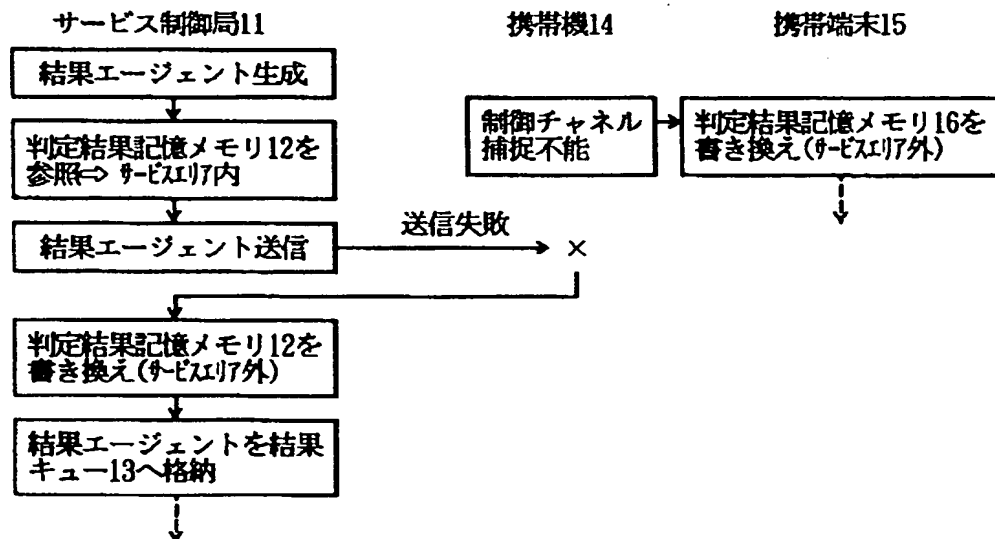 サービス制御局11
携帯機14
携帯端末15
結果エージェント生成
制御チャネル
捕捉不能
判定結果記憶メモリ16を
書き換え(サービスエリア外)
判定結果記憶メモリ12を
参照⇔ サービスエリア内
結果エージェント送信
送信失敗
×
判定結果記憶メモリ12を
書き換え(サービスエリア外)
結果エージェントを結果
キュー13へ格納